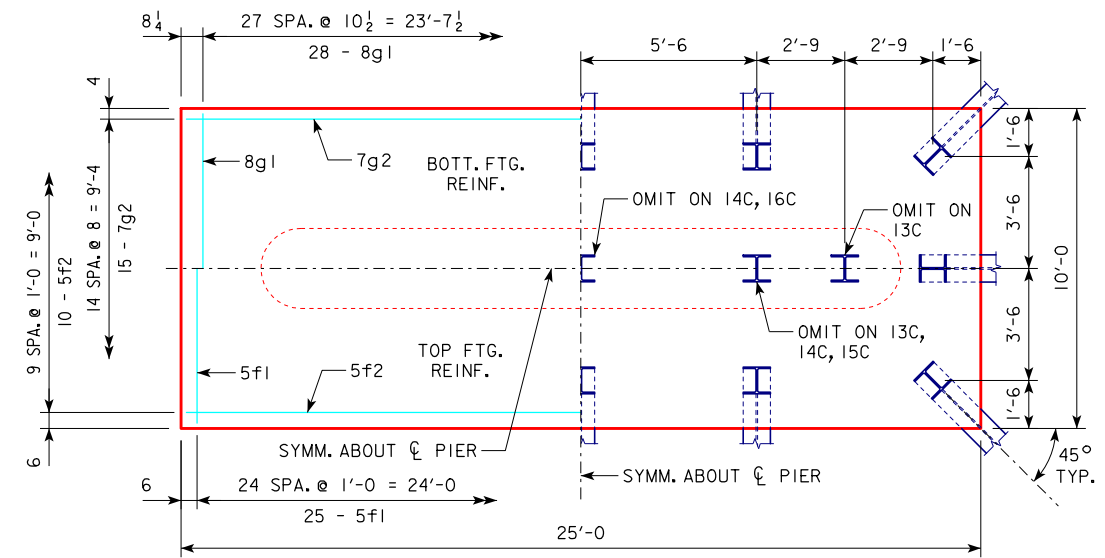 8¼
27 SPA. @ 10½ = 23'-7½
28 - 8g1
5'-6
2'-9
2'-9
1'-6
4
8g1
7g2
BOTT. FTG.
REINF.
OMIT ON 14C, 16C
OMIT ON
13C
1'-6
3'-6
9 SPA. @ 1'-0 = 9'-0
10 - 5f2
14 SPA. @ 8 = 9'-4
15 - 7g2
10'-0
OMIT ON 13C,
14C, 15C
3'-6
TOP FTG.
REINF.
5f1
5f2
1'-6
6
SYMM. ABOUT ℄ PIER
SYMM. ABOUT ℄ PIER
45°
TYP.
6
24 SPA. @ 1'-0 = 24'-0
25 - 5f1
25'-0